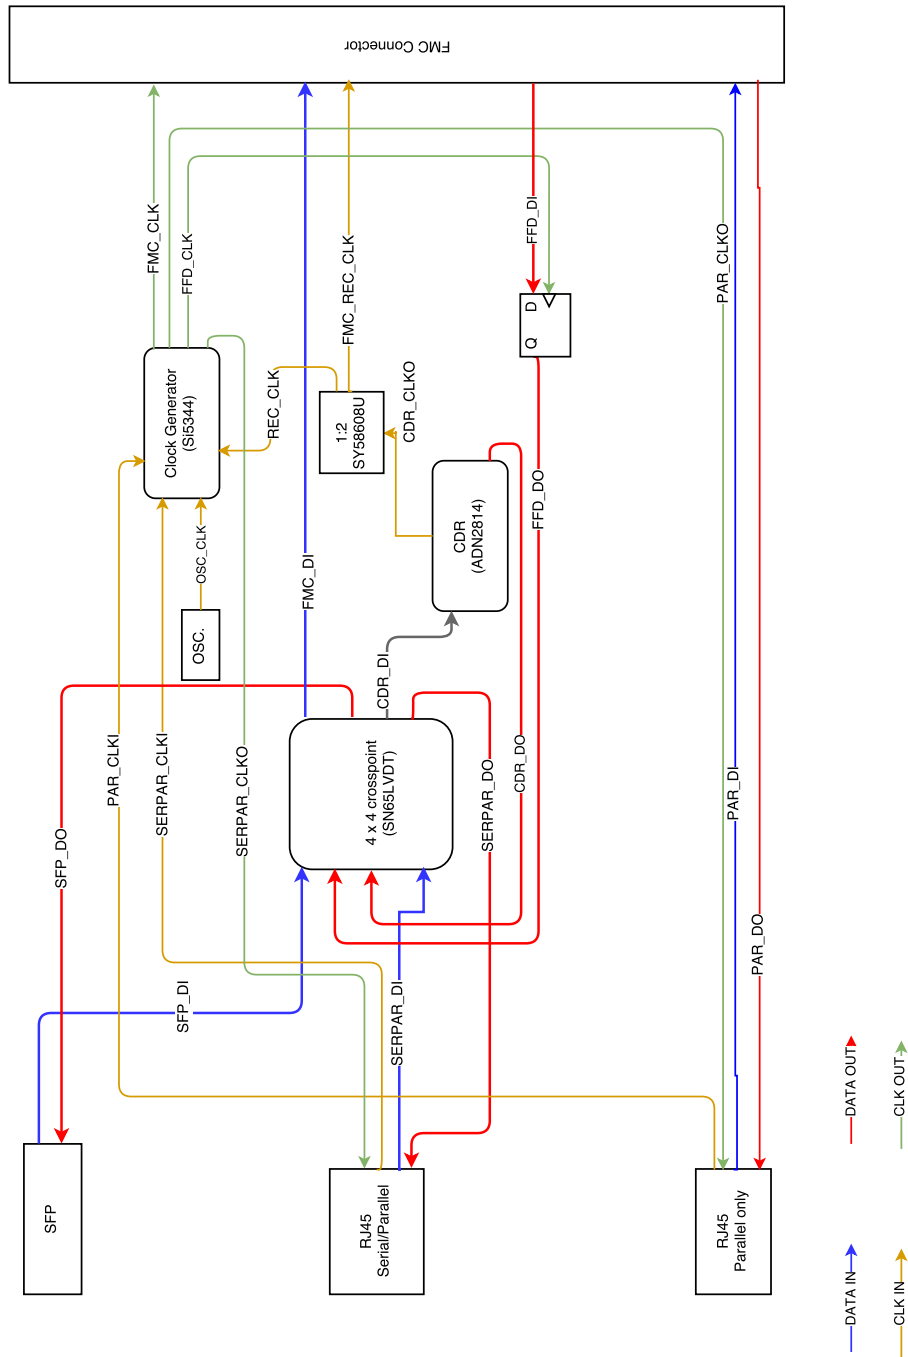 FMC Connector
FMC_CLK
FFD_CLK
FMC_REC_CLK
FFD_DI
PAR_CLKO
D
Q
Clock Generator
(Si5344)
REC_CLK
1:2
SY58608U
CDR_CLKO
CDR
(ADN2814)
FFD_DO
OSC_CLK
OSC.
FMC_DI
CDR_DI
PAR_CLKI
SERPAR_CLKI
SERPAR_CLKO
SFP_DO
4 x 4 crosspoint
(SN65LVDT)
SERPAR_DO
CDR_DO
PAR_DI
PAR_DO
SFP_DI
SERPAR_DI
SFP
RJ45
Serial/Parallel
RJ45
Parallel only
DATA OUT
CLK OUT
DATA IN
CLK IN